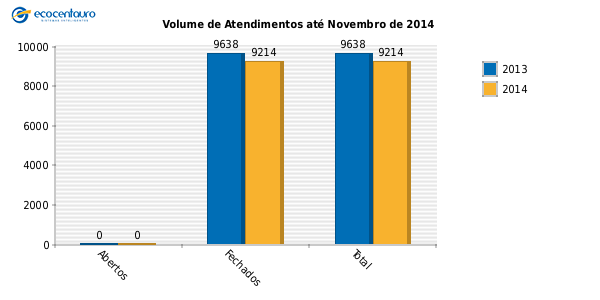 ecocentauro
Volume de Atendimentos até Novembro de 2014
10000
8000
6000
4000
2000
0
0
0
9638
9214
9638
9214
Abertos
Fechados
Total
2013
2014